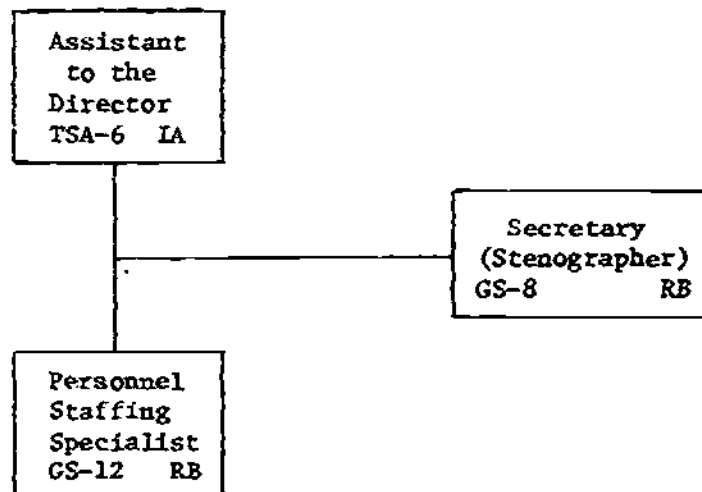 Assistant
to the
Director
TSA-6 IA
Secretary
(Stenographer)
GS-8 RB
Personnel
Staffing
Specialist
GS-12 RB